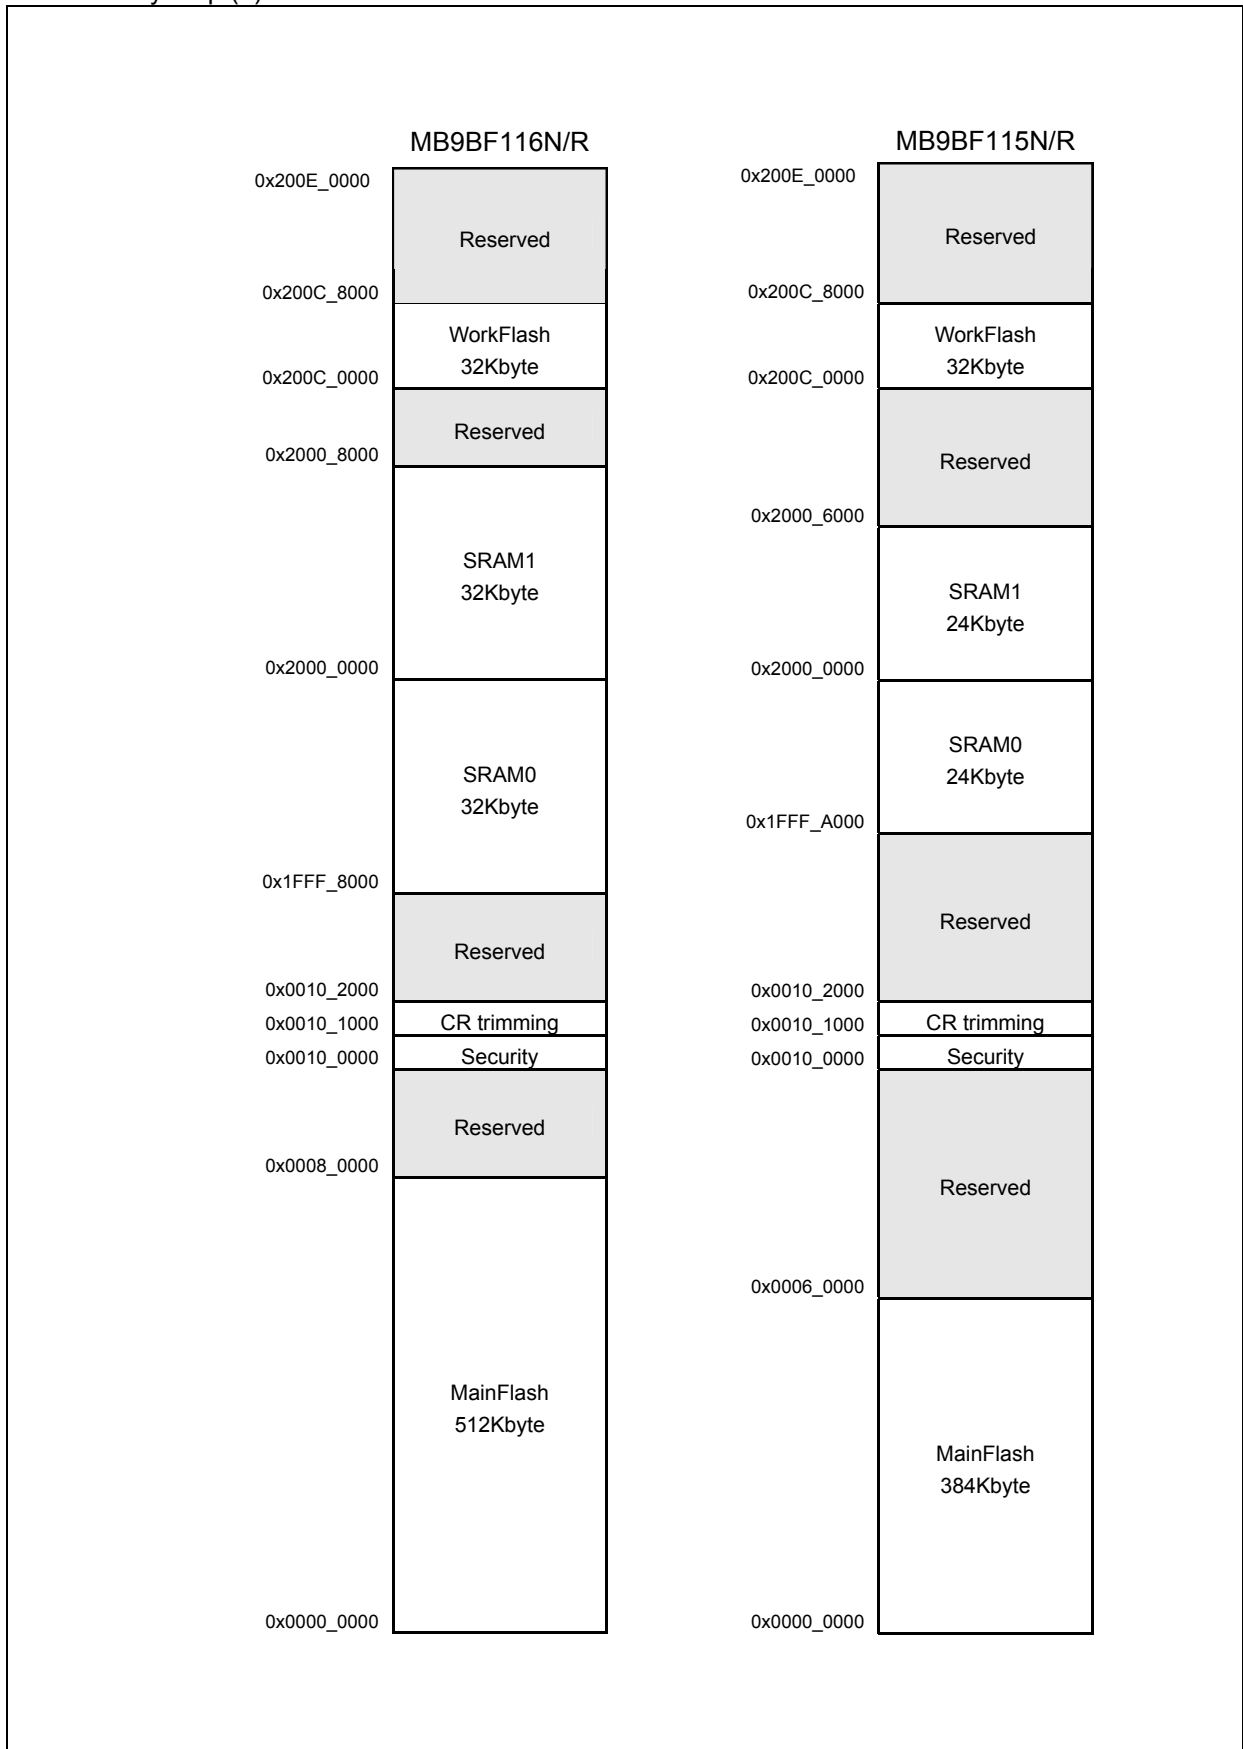 MB9BF116N/R
0x200E_0000
Reserved
0x200C_8000
WorkFlash
32Kbyte
0x200C_0000
Reserved
0x2000_8000
SRAM1
32Kbyte
0x2000_0000
SRAM0
32Kbyte
0x1FFF_8000
Reserved
0x0010_2000
0x0010_1000
CR trimming
0x0010_0000
Security
Reserved
0x0008_0000
MainFlash
512Kbyte
0x0000_0000
MB9BF115N/R
0x200E_0000
Reserved
0x200C_8000
WorkFlash
32Kbyte
0x200C_0000
Reserved
0x2000_6000
SRAM1
24Kbyte
0x2000_0000
SRAM0
24Kbyte
0x1FFF_A000
Reserved
0x0010_2000
0x0010_1000
CR trimming
0x0010_0000
Security
Reserved
0x0006_0000
MainFlash
384Kbyte
0x0000_0000